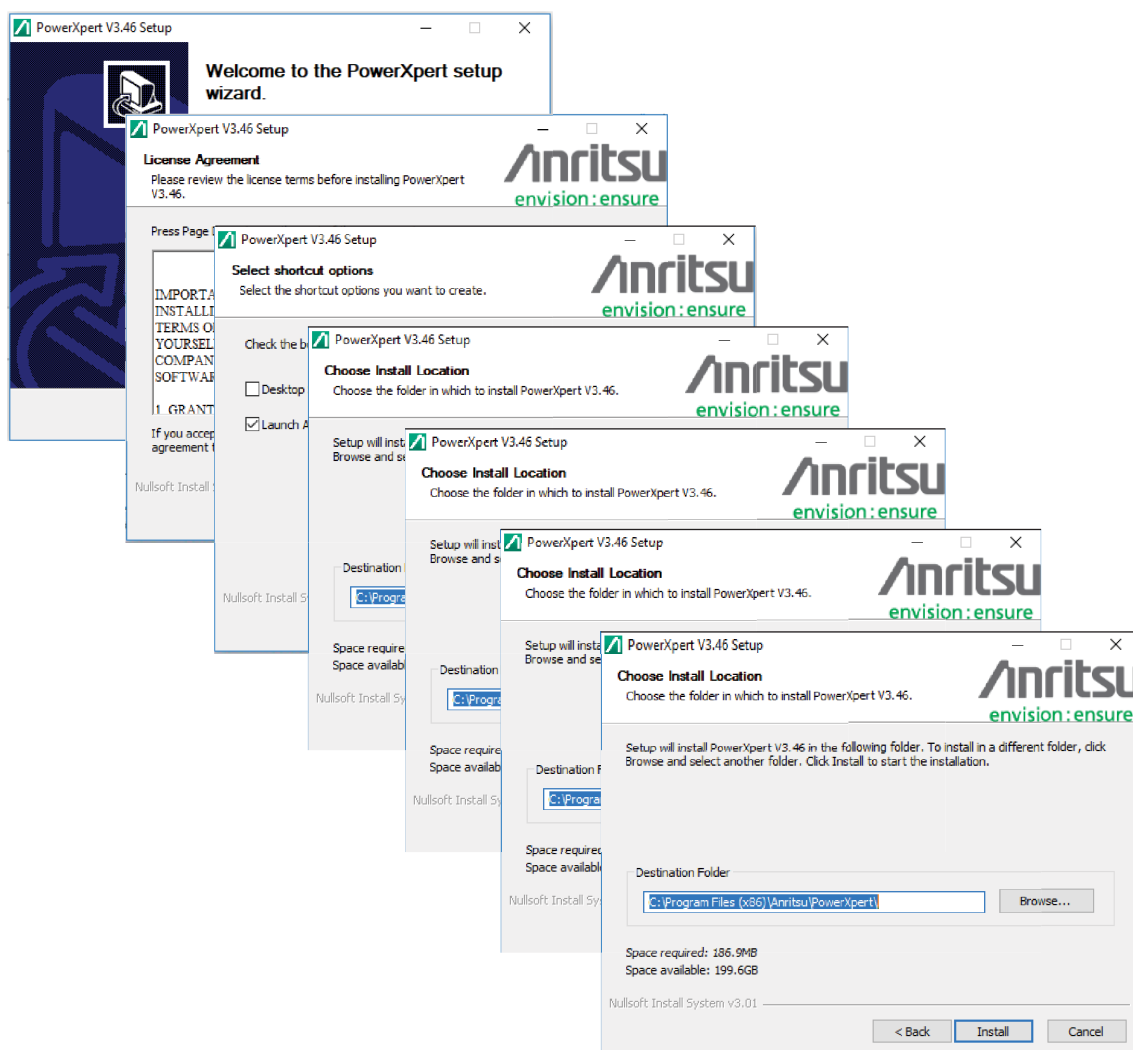 PowerXpert V3.46 Setup
Welcome to the PowerXpert setup
wizard.
PowerXpert V3.46 Setup
License Agreement
Please review the license terms before installing PowerXpert
V3.46.
Anritsu
envision : ensure
Press Page
IMPORTA
INSTALLI
TERMS O
YOURSEL
COMPAN
SOFTWAR
1. GRANT
If you accep
agreement t
Nullsoft Install
PowerXpert V3.46 Setup
Select shortcut options
Select the shortcut options you want to create.
Anritsu
envision : ensure
Check the b
Desktop
Launch A
Nullsoft Install S
PowerXpert V3.46 Setup
Choose Install Location
Choose the folder in which to install PowerXpert V3.46.
Anritsu
envision : ensure
Setup will inst
Browse and se
Destination
C:\Progra
Space require
Space availabl
Nullsoft Install Sy
PowerXpert V3.46 Setup
Choose Install Location
Choose the folder in which to install PowerXpert V3.46.
Anritsu
envision : ensure
Setup will inst
Browse and s
Destination
C:\Progra
Space require
Space availab
Nullsoft Install Sy
PowerXpert V3.46 Setup
Choose Install Location
Choose the folder in which to install PowerXpert V3.46.
Anritsu
envision : ensure
Setup will insta
Browse and se
Destination F
C:\Progra
Space required
Space availabl
Nullsoft Install Sy
PowerXpert V3.46 Setup
Choose Install Location
Choose the folder in which to install PowerXpert V3.46.
Anritsu
envision : ensure
Setup will install PowerXpert V3.46 in the following folder. To install in a different folder, click
Browse and select another folder. Click Install to start the installation.
Destination Folder
C:\Program Files (x86)\Anritsu\PowerXpert\
Browse...
Space required: 186.9MB
Space available: 199.6GB
Nullsoft Install System v3.01
< Back Install Cancel